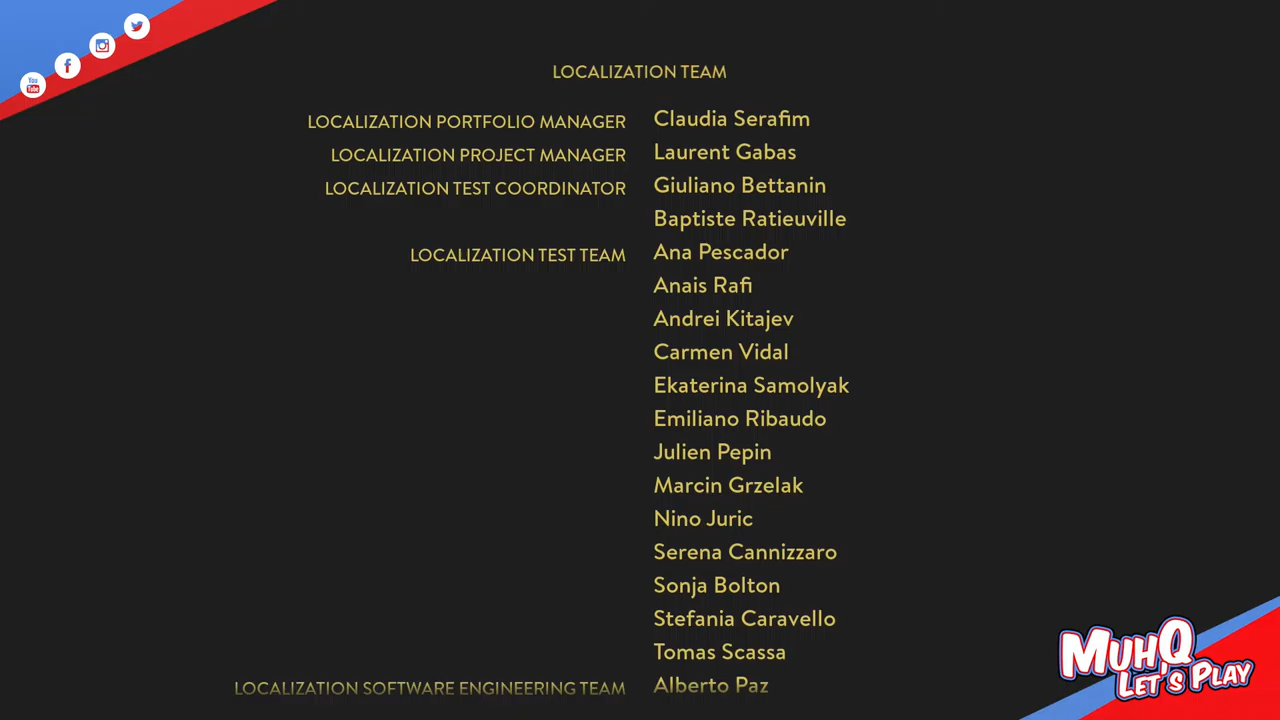 You
Tube
LOCALIZATION TEAM
LOCALIZATION PORTFOLIO MANAGER Claudia Serafim
LOCALIZATION PROJECT MANAGER Laurent Gabas
LOCALIZATION TEST COORDINATOR Giuliano Bettanin
Baptiste Ratieuville
LOCALIZATION TEST TEAM Ana Pescador
Anais Rafi
Andrei Kitajev
Carmen Vidal
Ekaterina Samolyak
Emiliano Ribaudo
Julien Pepin
Marcin Grzelak
Nino Juric
Serena Cannizzaro
Sonja Bolton
Stefania Caravello
Tomas Scassa
LOCALIZATION SOFTWARE ENGINEERING TEAM Alberto Paz
MUHQ
LET'S PLAY